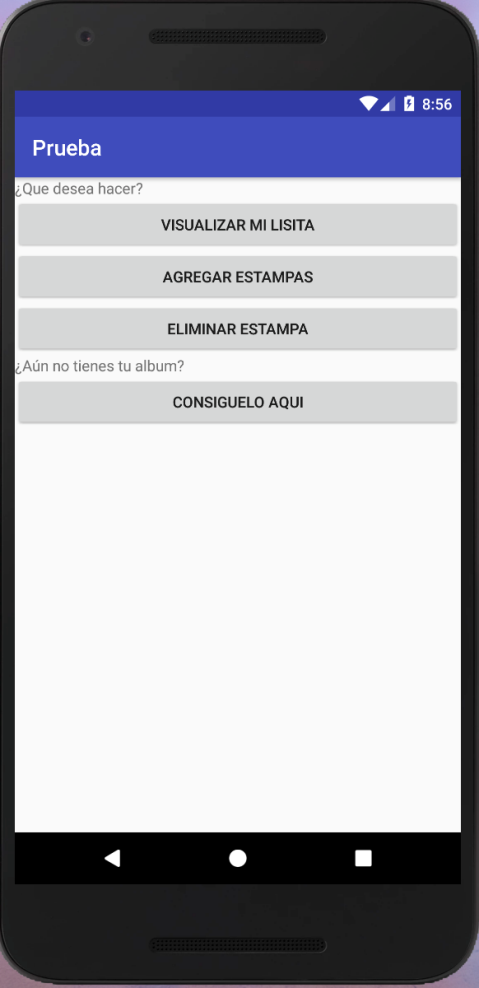 8:56
Prueba
¿Que desea hacer?
VISUALIZAR MI LISITA
AGREGAR ESTAMPAS
ELIMINAR ESTAMPA
¿Aún no tienes tu album?
CONSIGUELO AQUI